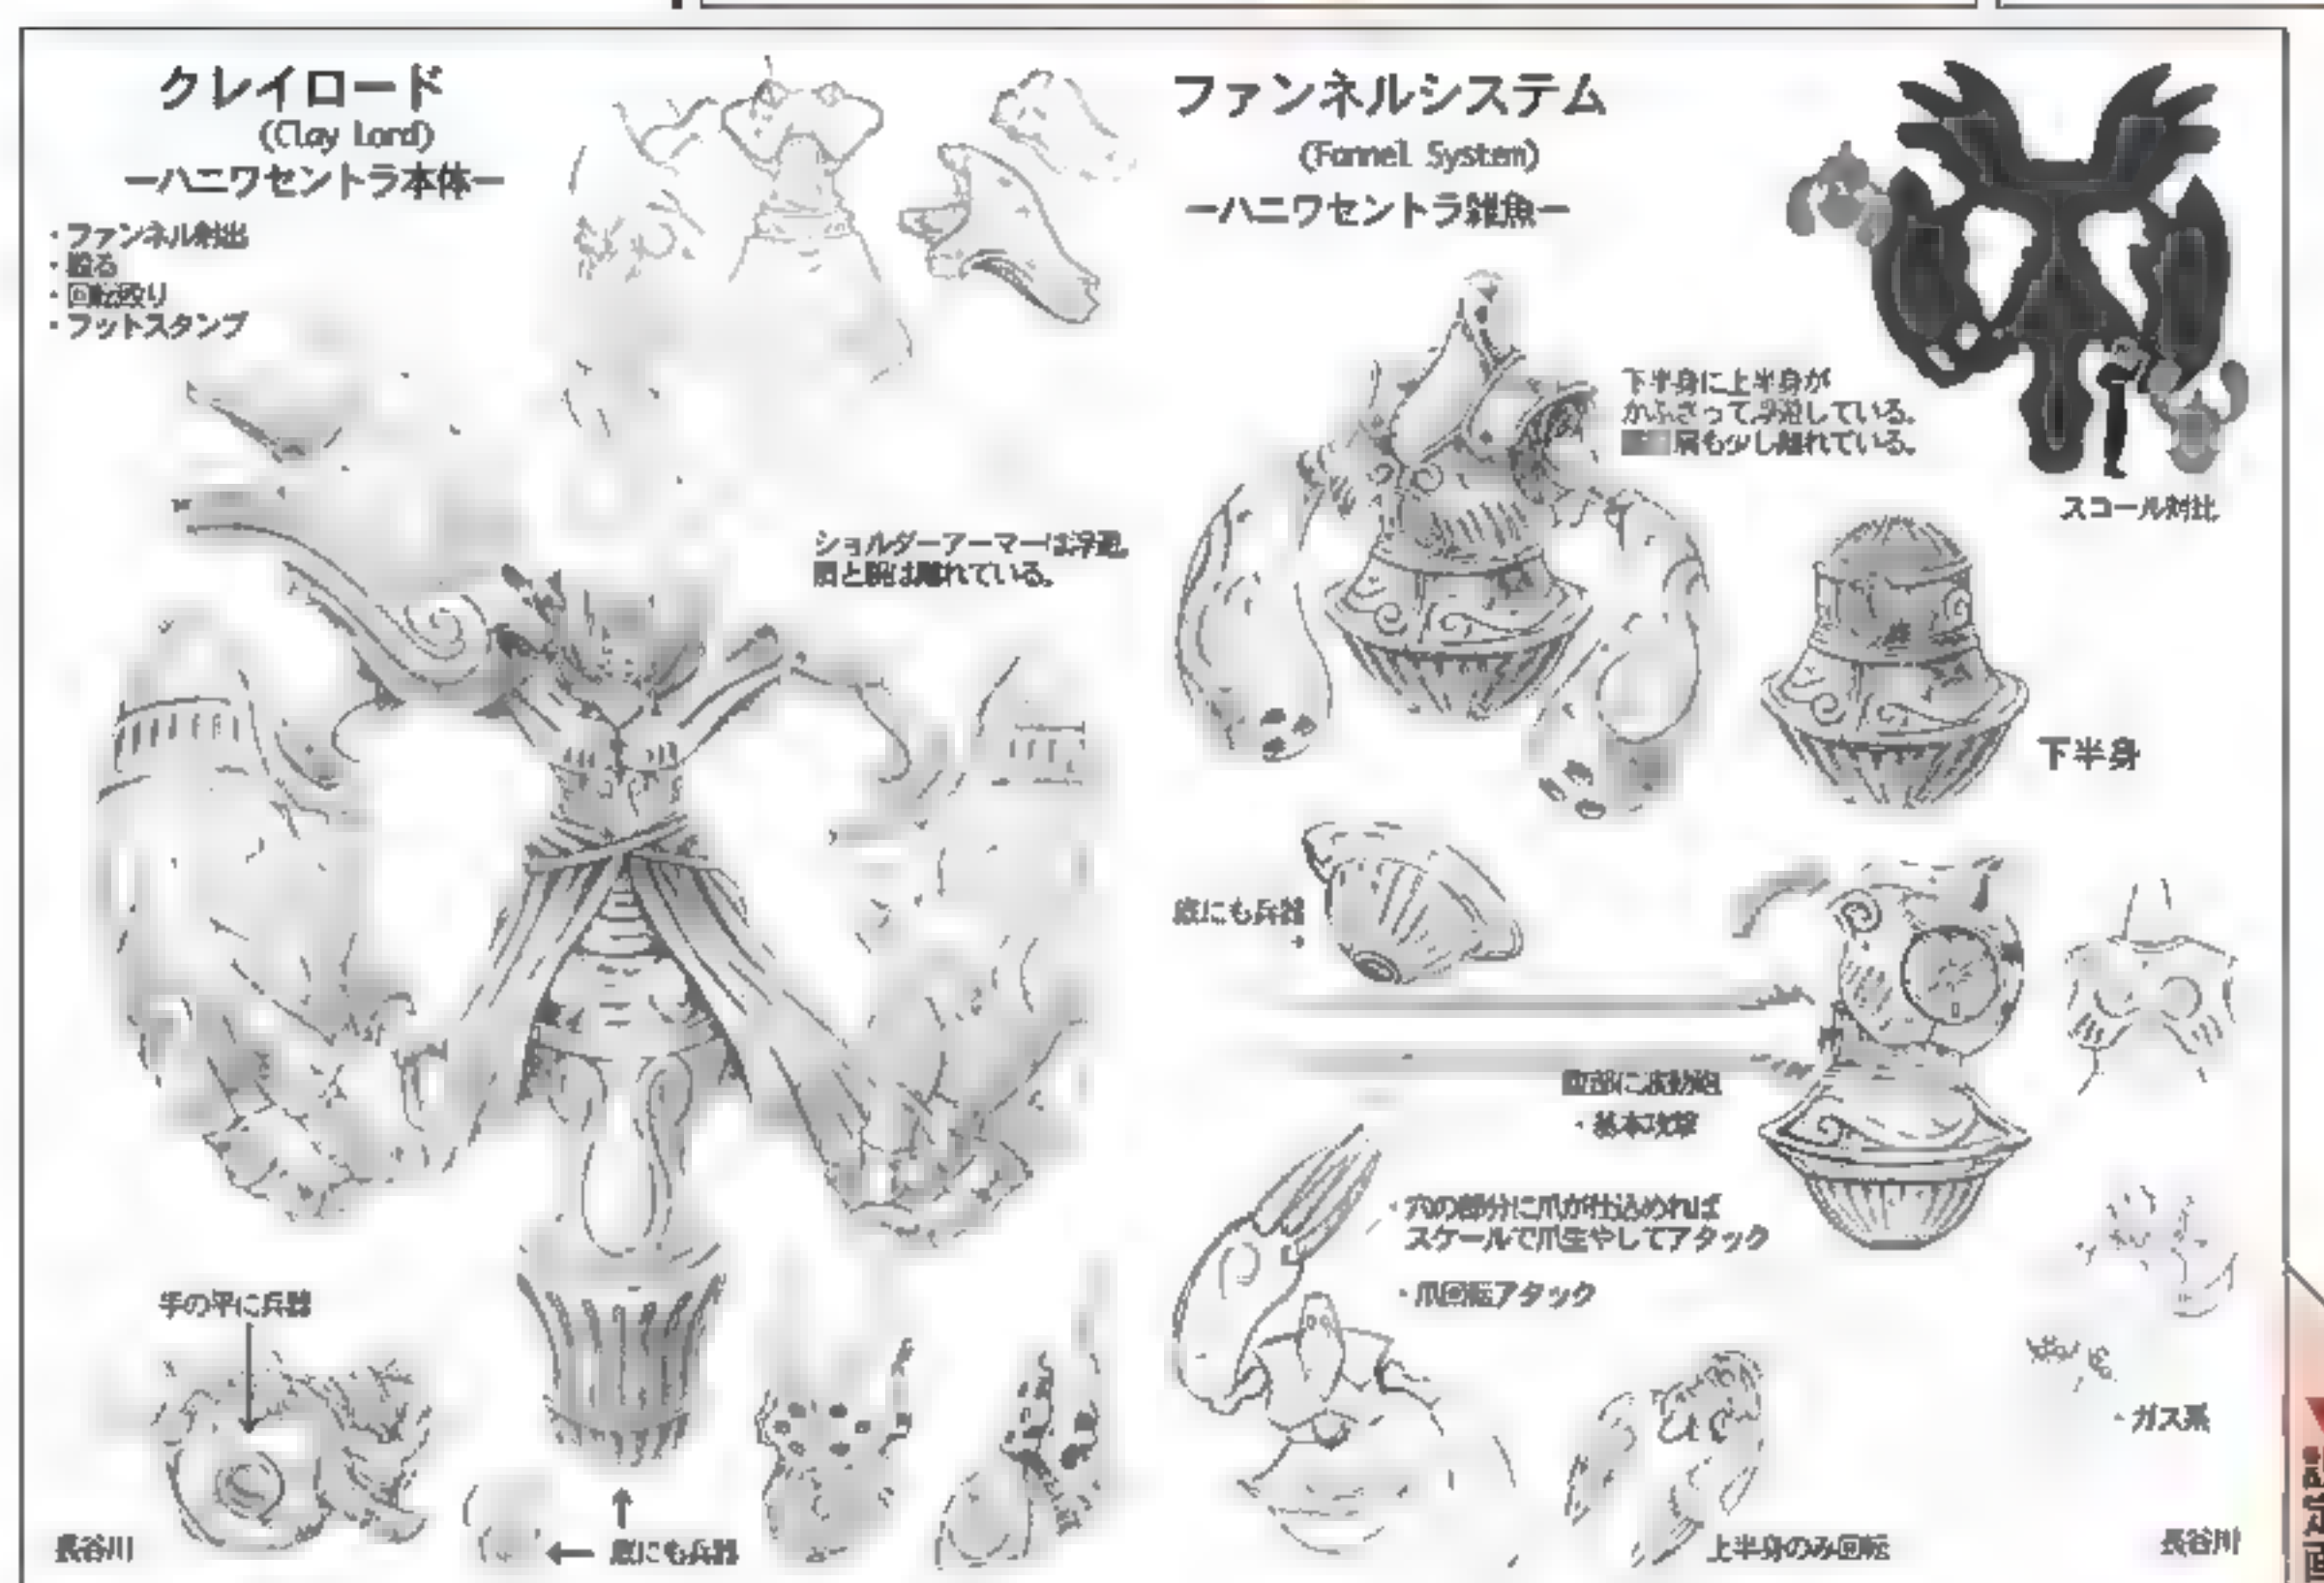 クレイロード
(Clay Lord)
ーハニワセントラ本体ー
・ファンネル射出
・殴る
・回転殴り
・フットスタンプ
ショルダーアーマーは浮遊。
肩と腕は離れている。
手の平に兵器
底にも兵器
長谷川
ファンネルシステム
(Fannel System)
ーハニワセントラ雑魚ー
下半身に上半身が
かぶさって浮遊している。
肩も少し離れている。
スコール対比
下半身
底にも兵器
腹部に波動砲
・基本攻撃
・穴の部分に爪が仕込めれば
スケールで爪生やしてアタック
・爪回転アタック
・ガス系
上半身のみ回転
長谷川